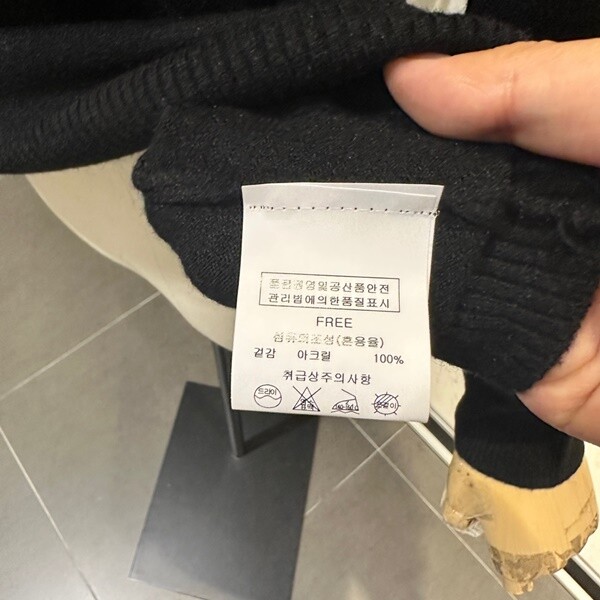 품질경영및공산품안전
관리법에의한품질표시
FREE
섬유의조성(혼용율)
겉감 아크릴 100%
취급상주의사항
드라이